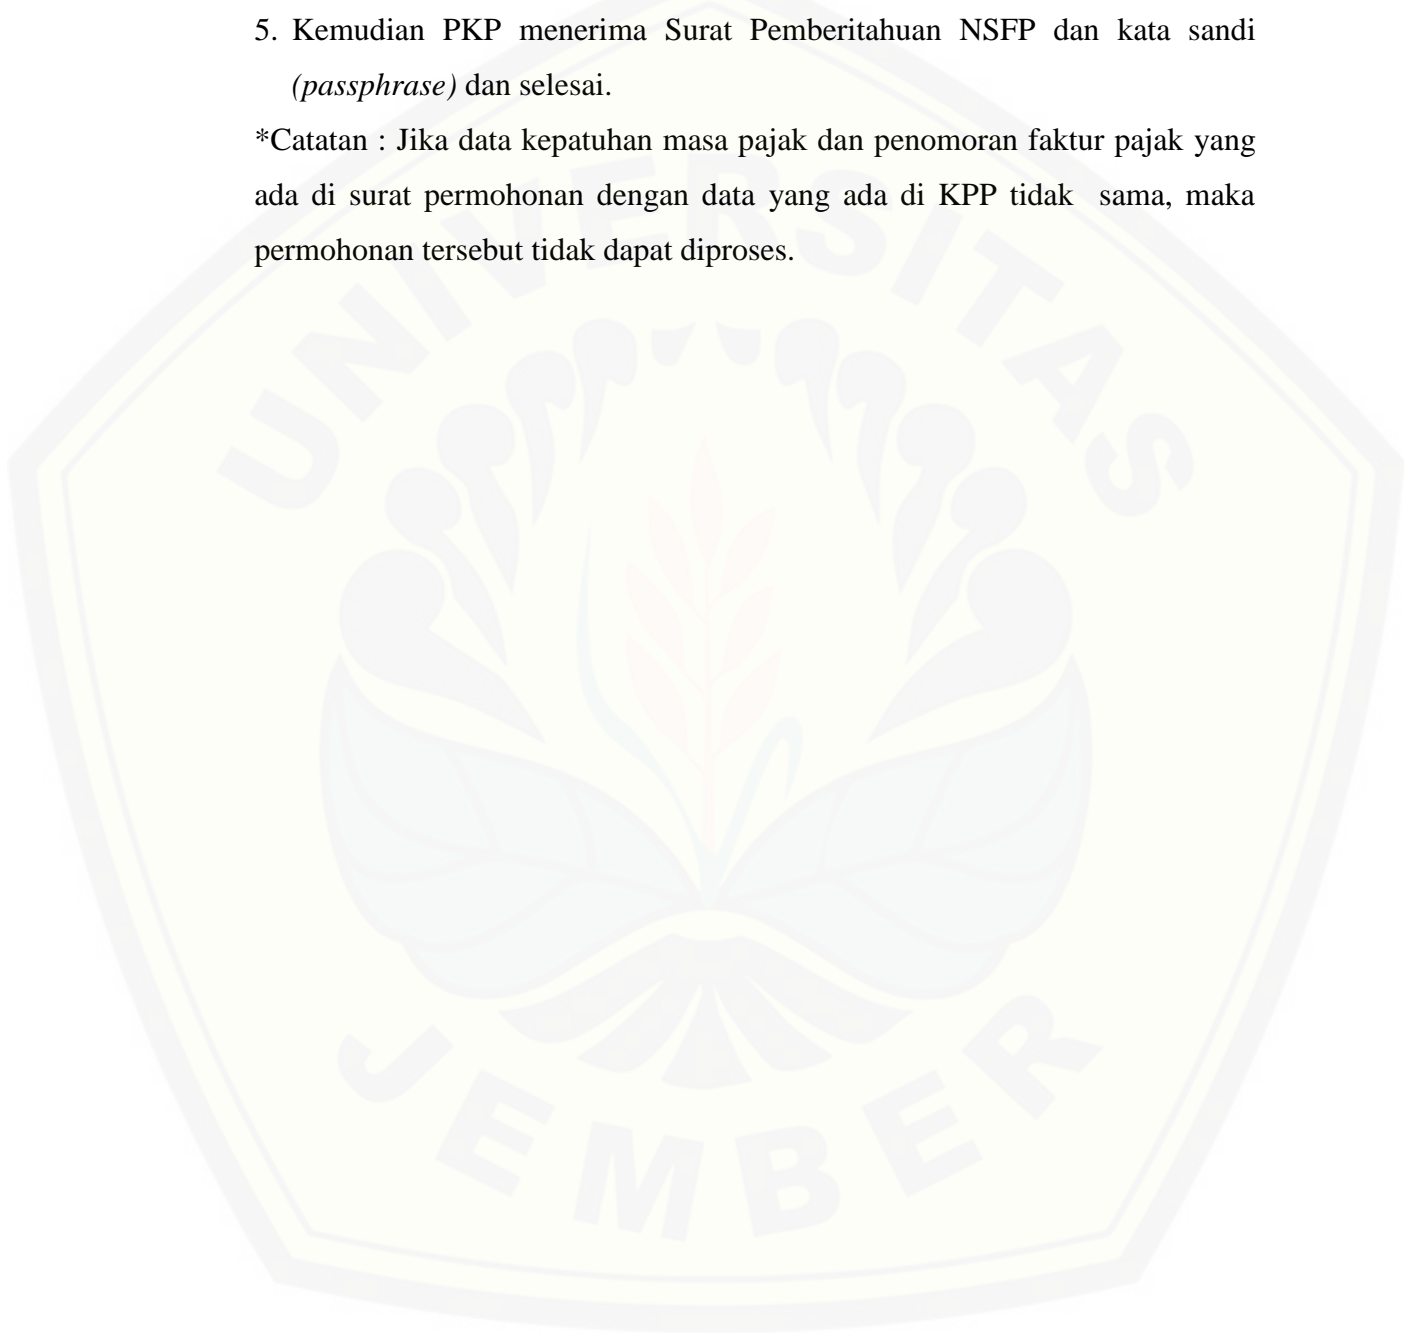 5. Kemudian PKP menerima Surat Pemberitahuan NSFP dan kata sandi
(passphrase) dan selesai.
*Catatan : Jika data kepatuhan masa pajak dan penomoran faktur pajak yang
ada di surat permohonan dengan data yang ada di KPP tidak sama, maka
permohonan tersebut tidak dapat diproses.
UNIVERSITAS
JEMBER